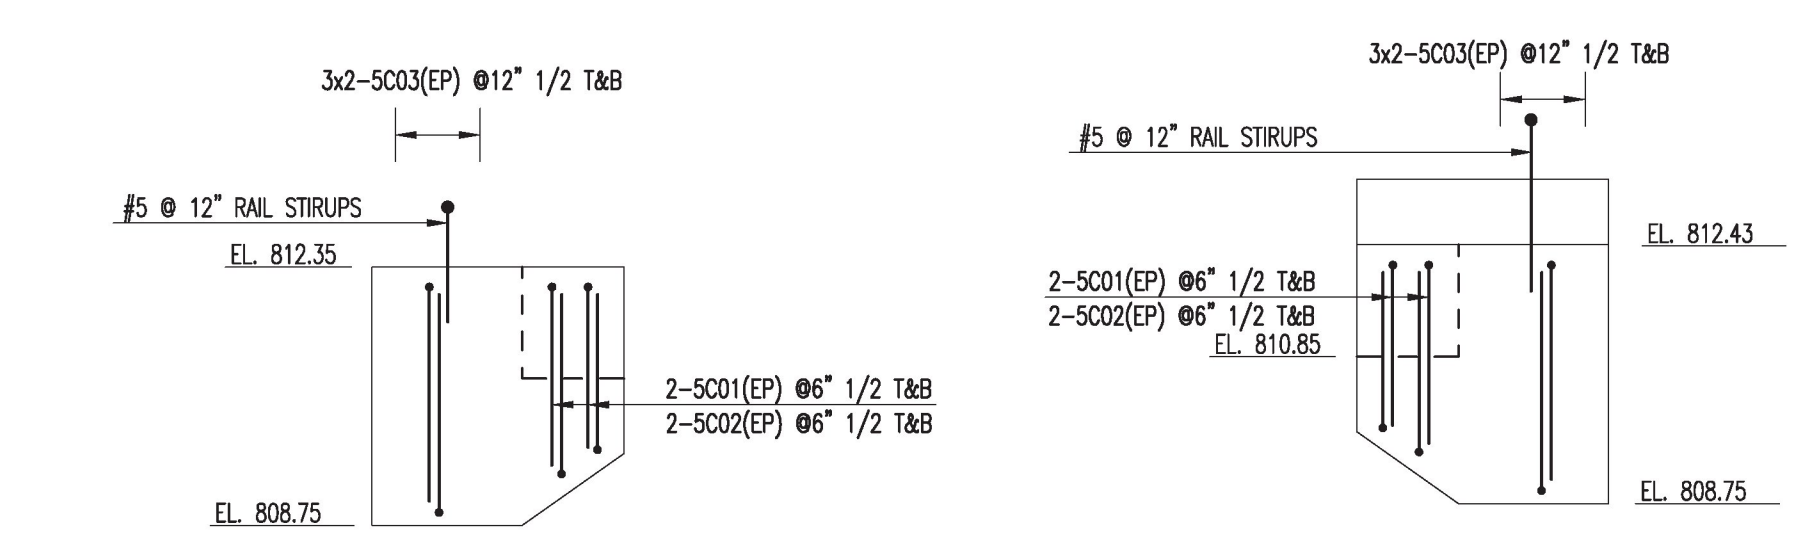 3x2-5C03(EP) @12" 1/2 T&B
#5 @ 12" RAIL STIRUPS
EL. 812.35
2-5C01(EP) @6" 1/2 T&B
2-5C02(EP) @6" 1/2 T&B
EL. 808.75
3x2-5C03(EP) @12" 1/2 T&B
#5 @ 12" RAIL STIRUPS
EL. 812.43
2-5C01(EP) @6" 1/2 T&B
2-5C02(EP) @6" 1/2 T&B
EL. 810.85
EL. 808.75